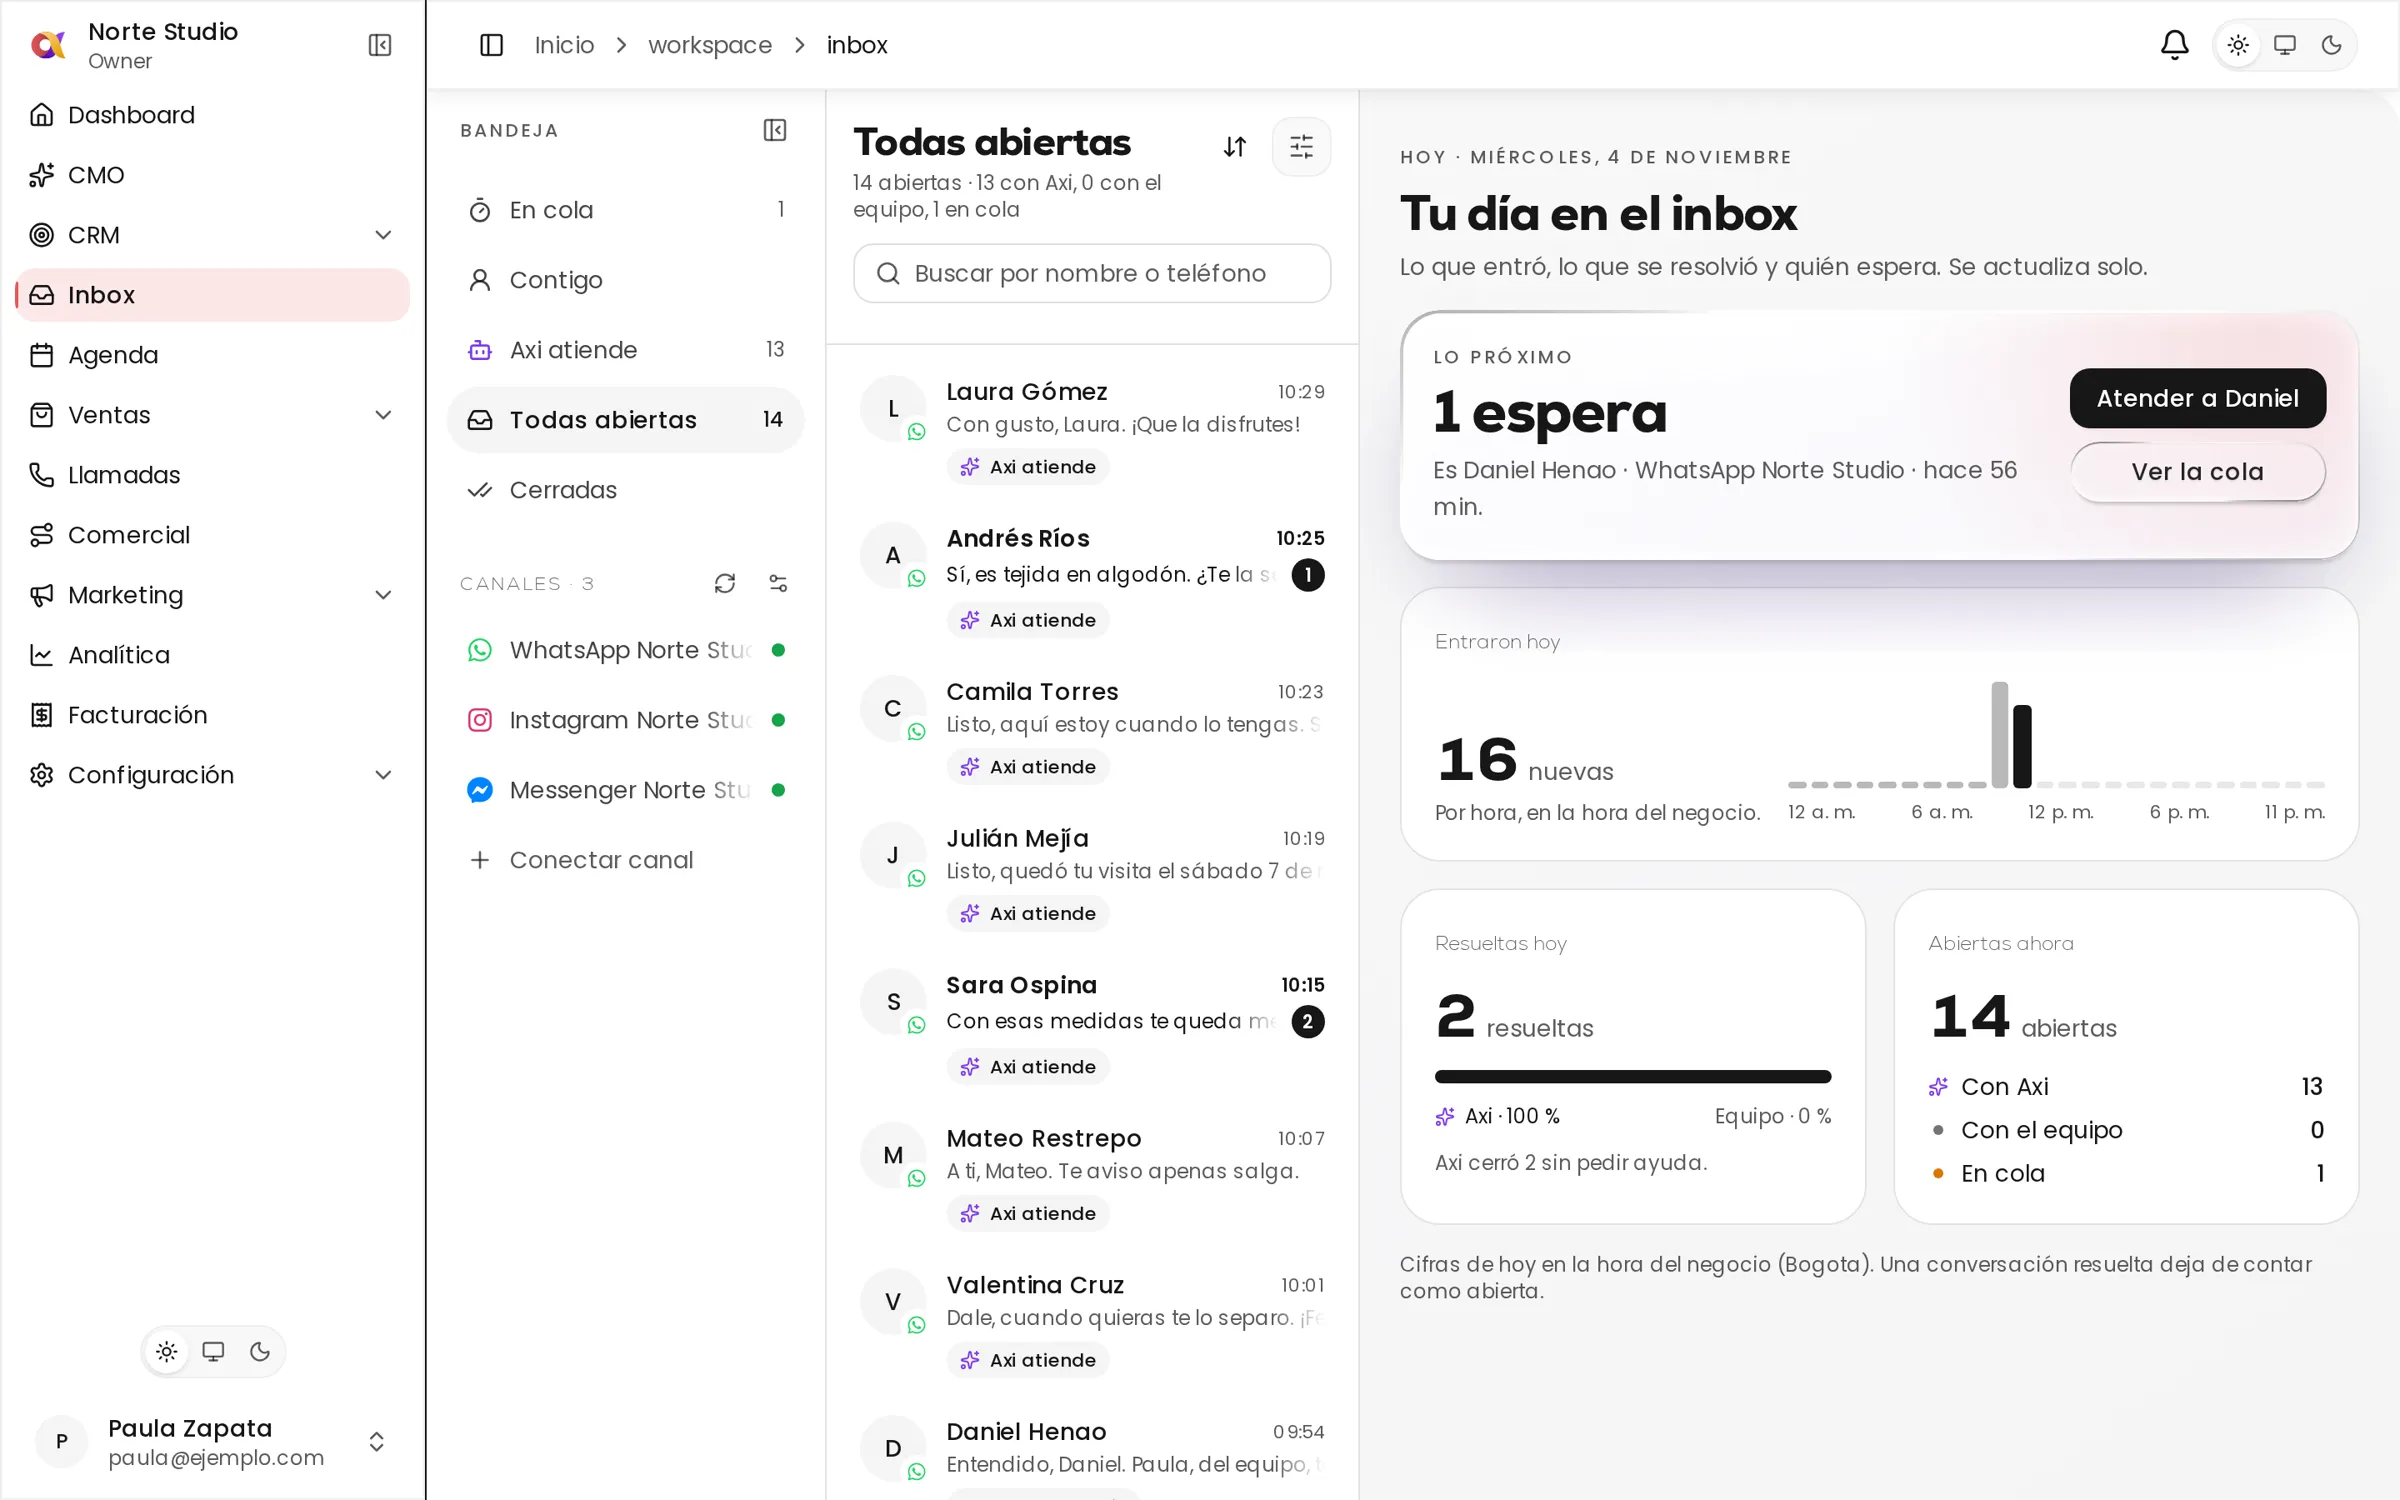 Norte Studio
Owner
Dashboard
CMO
CRM
Inbox
Agenda
Ventas
Llamadas
Comercial
Marketing
Analítica
Facturación
Configuración
P
Paula Zapata
paula@ejemplo.com
Inicio
workspace
inbox
BANDEJA
En cola 1
Contigo
Axi atiende 13
Todas abiertas 14
Cerradas
CANALES · 3
WhatsApp Norte
Instagram Norte
Messenger Norte
Conectar canal
Todas abiertas
14 abiertas · 13 con Axi, 0 con el
equipo, 1 en cola
Buscar por nombre o teléfono
L
Laura Gómez 10:29
Con gusto, Laura. ¡Que la disfrutes!
Axi atiende
A
Andrés Ríos 10:25
Sí, es tejida en algodón. ¿Te la
1
Axi atiende
C
Camila Torres 10:23
Listo, aquí estoy cuando lo tengas.
Axi atiende
J
Julián Mejía 10:19
Listo, quedó tu visita el sábado 7 de
Axi atiende
S
Sara Ospina 10:15
Con esas medidas te queda
2
Axi atiende
M
Mateo Restrepo 10:07
A ti, Mateo. Te aviso apenas salga.
Axi atiende
V
Valentina Cruz 10:01
Dale, cuando quieras te lo separo.
Axi atiende
D
Daniel Henao 09:54
Entendido, Daniel. Paula, del equipo,
HOY · MIÉRCOLES, 4 DE NOVIEMBRE
Tu día en el inbox
Lo que entró, lo que se resolvió y quién espera. Se actualiza solo.
LO PRÓXIMO
1 espera
Es Daniel Henao · WhatsApp Norte Studio · hace 56
min.
Atender a Daniel
Ver la cola
Entraron hoy
16 nuevas
Por hora, en la hora del negocio.
12 a. m. 6 a. m. 12 p. m. 6 p. m. 11 p. m.
Resueltas hoy
2 resueltas
Axi · 100 % Equipo · 0 %
Axi cerró 2 sin pedir ayuda.
Abiertas ahora
14 abiertas
Con Axi 13
Con el equipo 0
En cola 1
Cifras de hoy en la hora del negocio (Bogota). Una conversación resuelta deja de contar
como abierta.